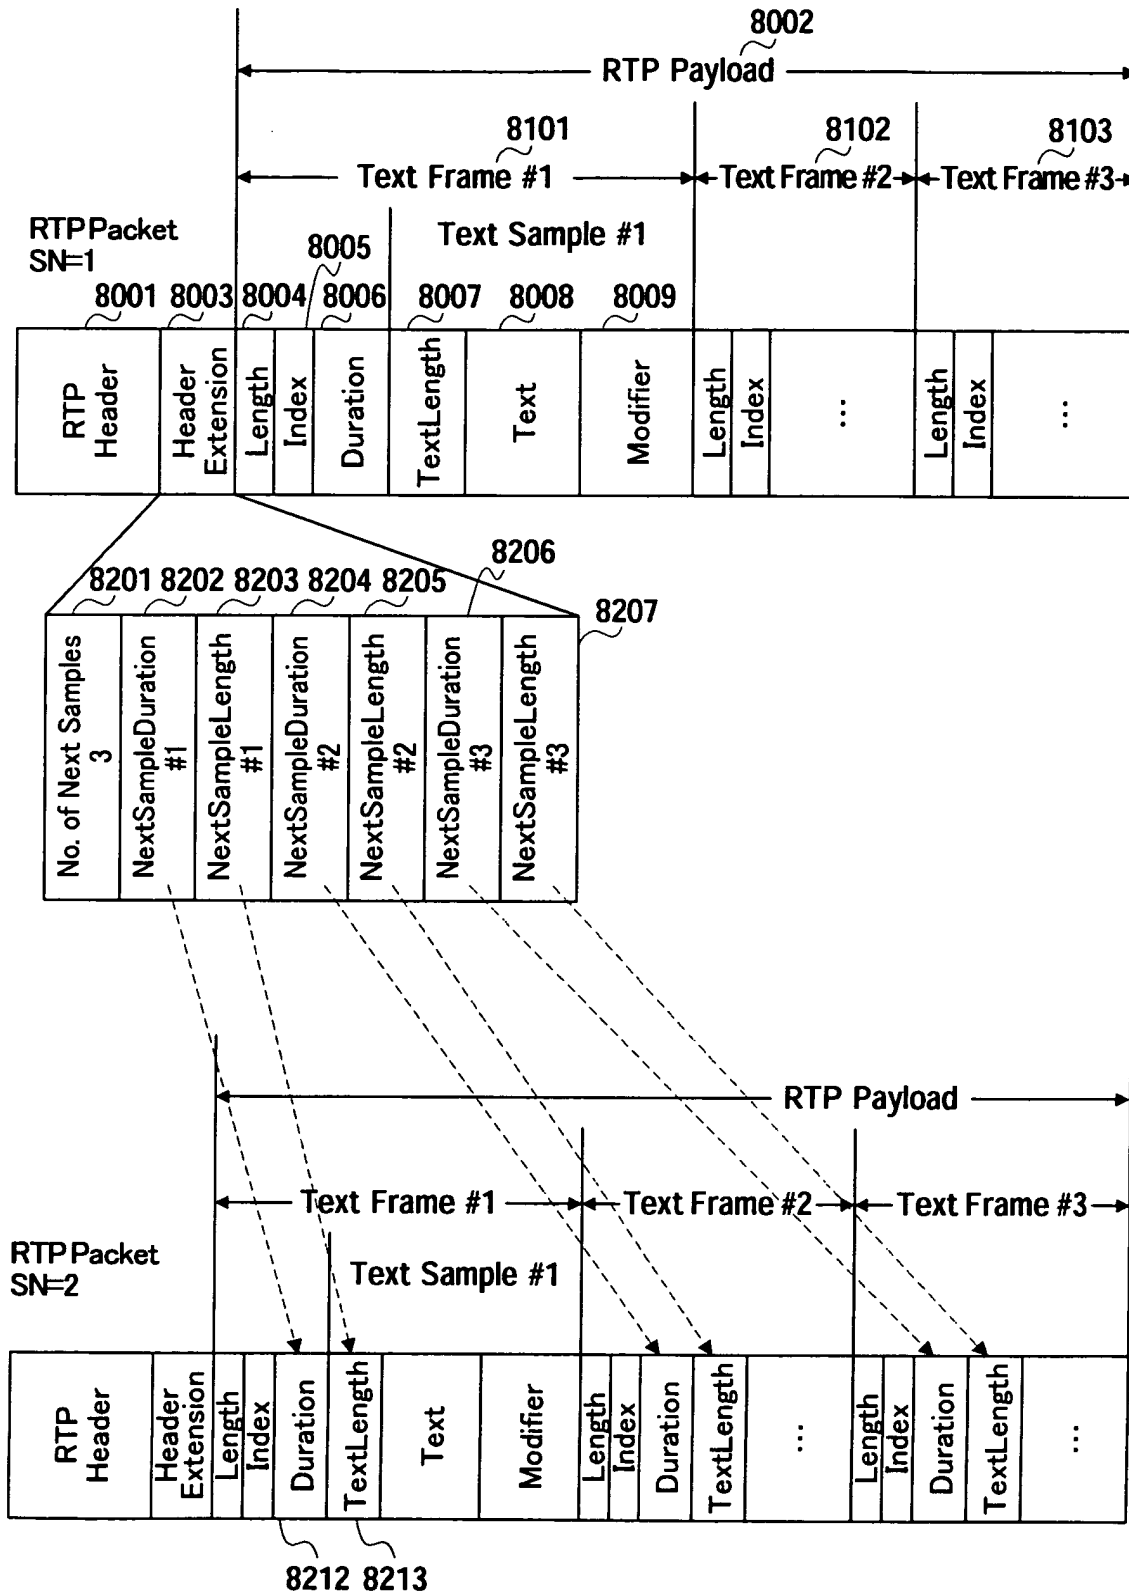 8002
RTP Payload
8101
8102
8103
Text Frame #1
Text Frame #2
Text Frame #3
RTP Packet
SN=1
Text Sample #1
8005
8001
8003
8004
8006
8007
8008
8009
RTP
Header
Header
Extension
Length
Index
Duration
TextLength
Text
Modifier
Length
Index
...
Length
Index
...
8206
8201
8202
8203
8204
8205
8207
No. of Next Samples
3
NextSampleDuration
#1
NextSampleLength
#1
NextSampleDuration
#2
NextSampleLength
#2
NextSampleDuration
#3
NextSampleLength
#3
RTP Payload
Text Frame #1
Text Frame #2
Text Frame #3
RTP Packet
SN=2
Text Sample #1
RTP
Header
Header
Extension
Length
Index
Duration
TextLength
Text
Modifier
Length
Index
Duration
TextLength
...
Length
Index
Duration
TextLength
...
8212
8213